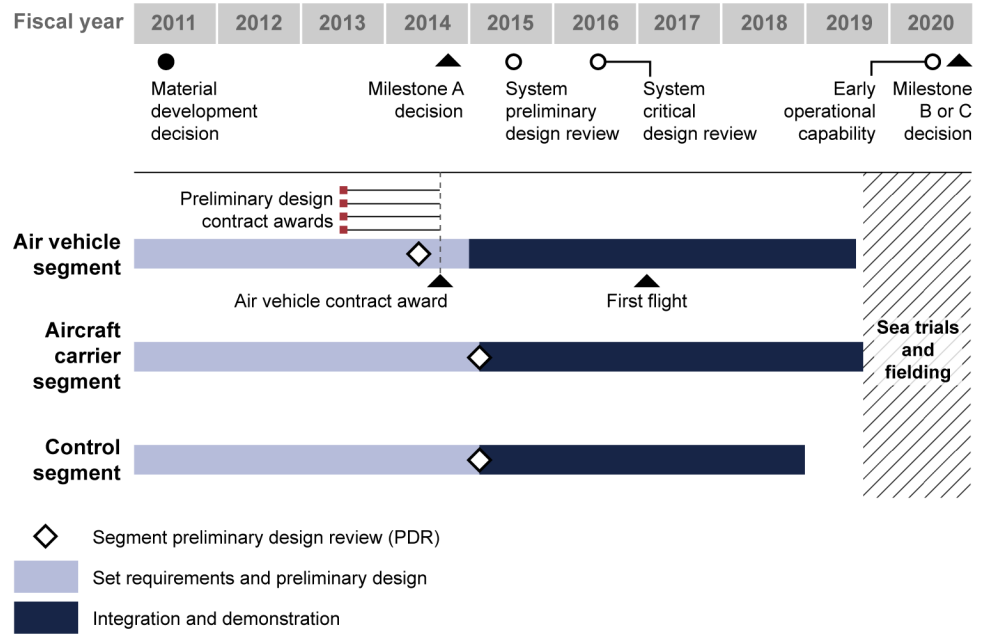 Fiscal year 2011 2012 2013 2014 2015 2016 2017 2018 2019 2020
Material
development
decision
Milestone A
decision
System
preliminary
design review
System
critical
design review
Early
operational
capability
Milestone
B or C
decision
Preliminary design
contract awards
Air vehicle
segment
Air vehicle contract award
First flight
Aircraft
carrier
segment
Sea trials
and
fielding
Control
segment
Segment preliminary design review (PDR)
Set requirements and preliminary design
Integration and demonstration